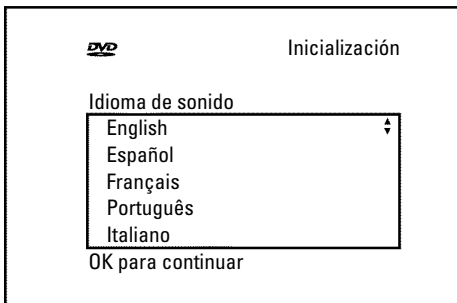 DVD
Inicialización
Idioma de sonido
English
Español
Français
Português
Italiano
OK para continuar